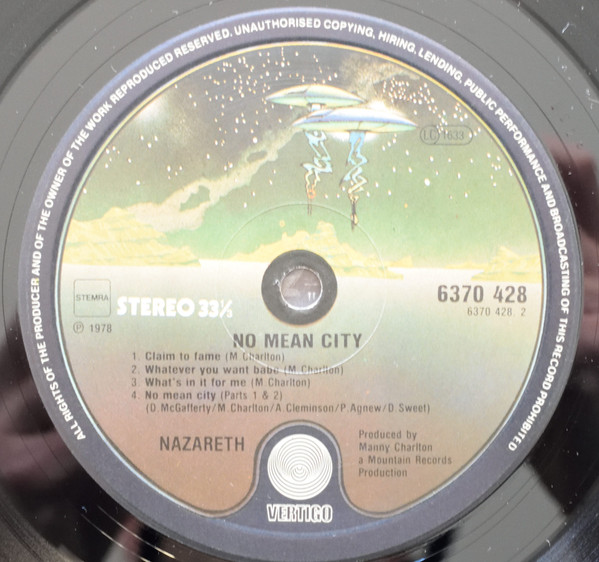 ALL RIGHTS OF THE PRODUCER AND OF THE OWNER OF THE WORK REPRODUCED RESERVED. UNAUTHORISED COPYING, HIRING, LENDING, PUBLIC PERFORMANCE AND BROADCASTING OF THIS RECORD PROHIBITED
LC 1633
STEMRA
STEREO 33⅓
6370 428
6370 428. 2
℗ 1978
NO MEAN CITY
1. Claim to fame (M Charlton)
2. Whatever you want babe (M Charlton)
3. What's in it for me (M.Charlton)
4. No mean city (Parts 1 & 2)
(D.McGafferty/M.Charlton/A.Cleminson/P.Agnew/D.Sweet)
NAZARETH
Produced by
Manny Charlton
a Mountain Records
Production
VERTIGO